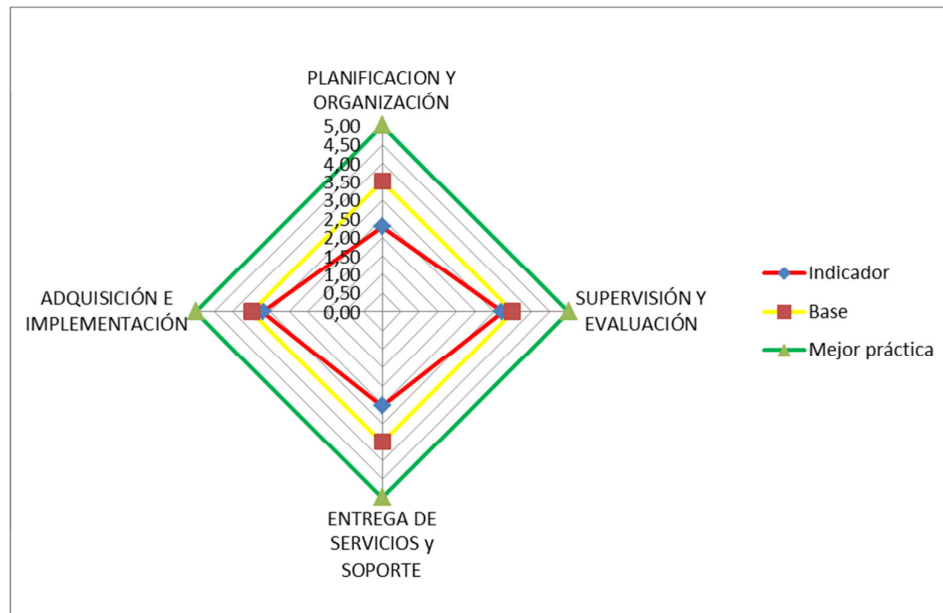 PLANIFICACION Y
ORGANIZACIÓN
5,00
4,50
4,00
3,50
3,00
2,50
2,00
1,50
1,00
0,50
0,00
ADQUISICIÓN E
IMPLEMENTACIÓN
SUPERVISIÓN Y
EVALUACIÓN
ENTREGA DE
SERVICIOS y
SOPORTE
Indicador
Base
Mejor práctica